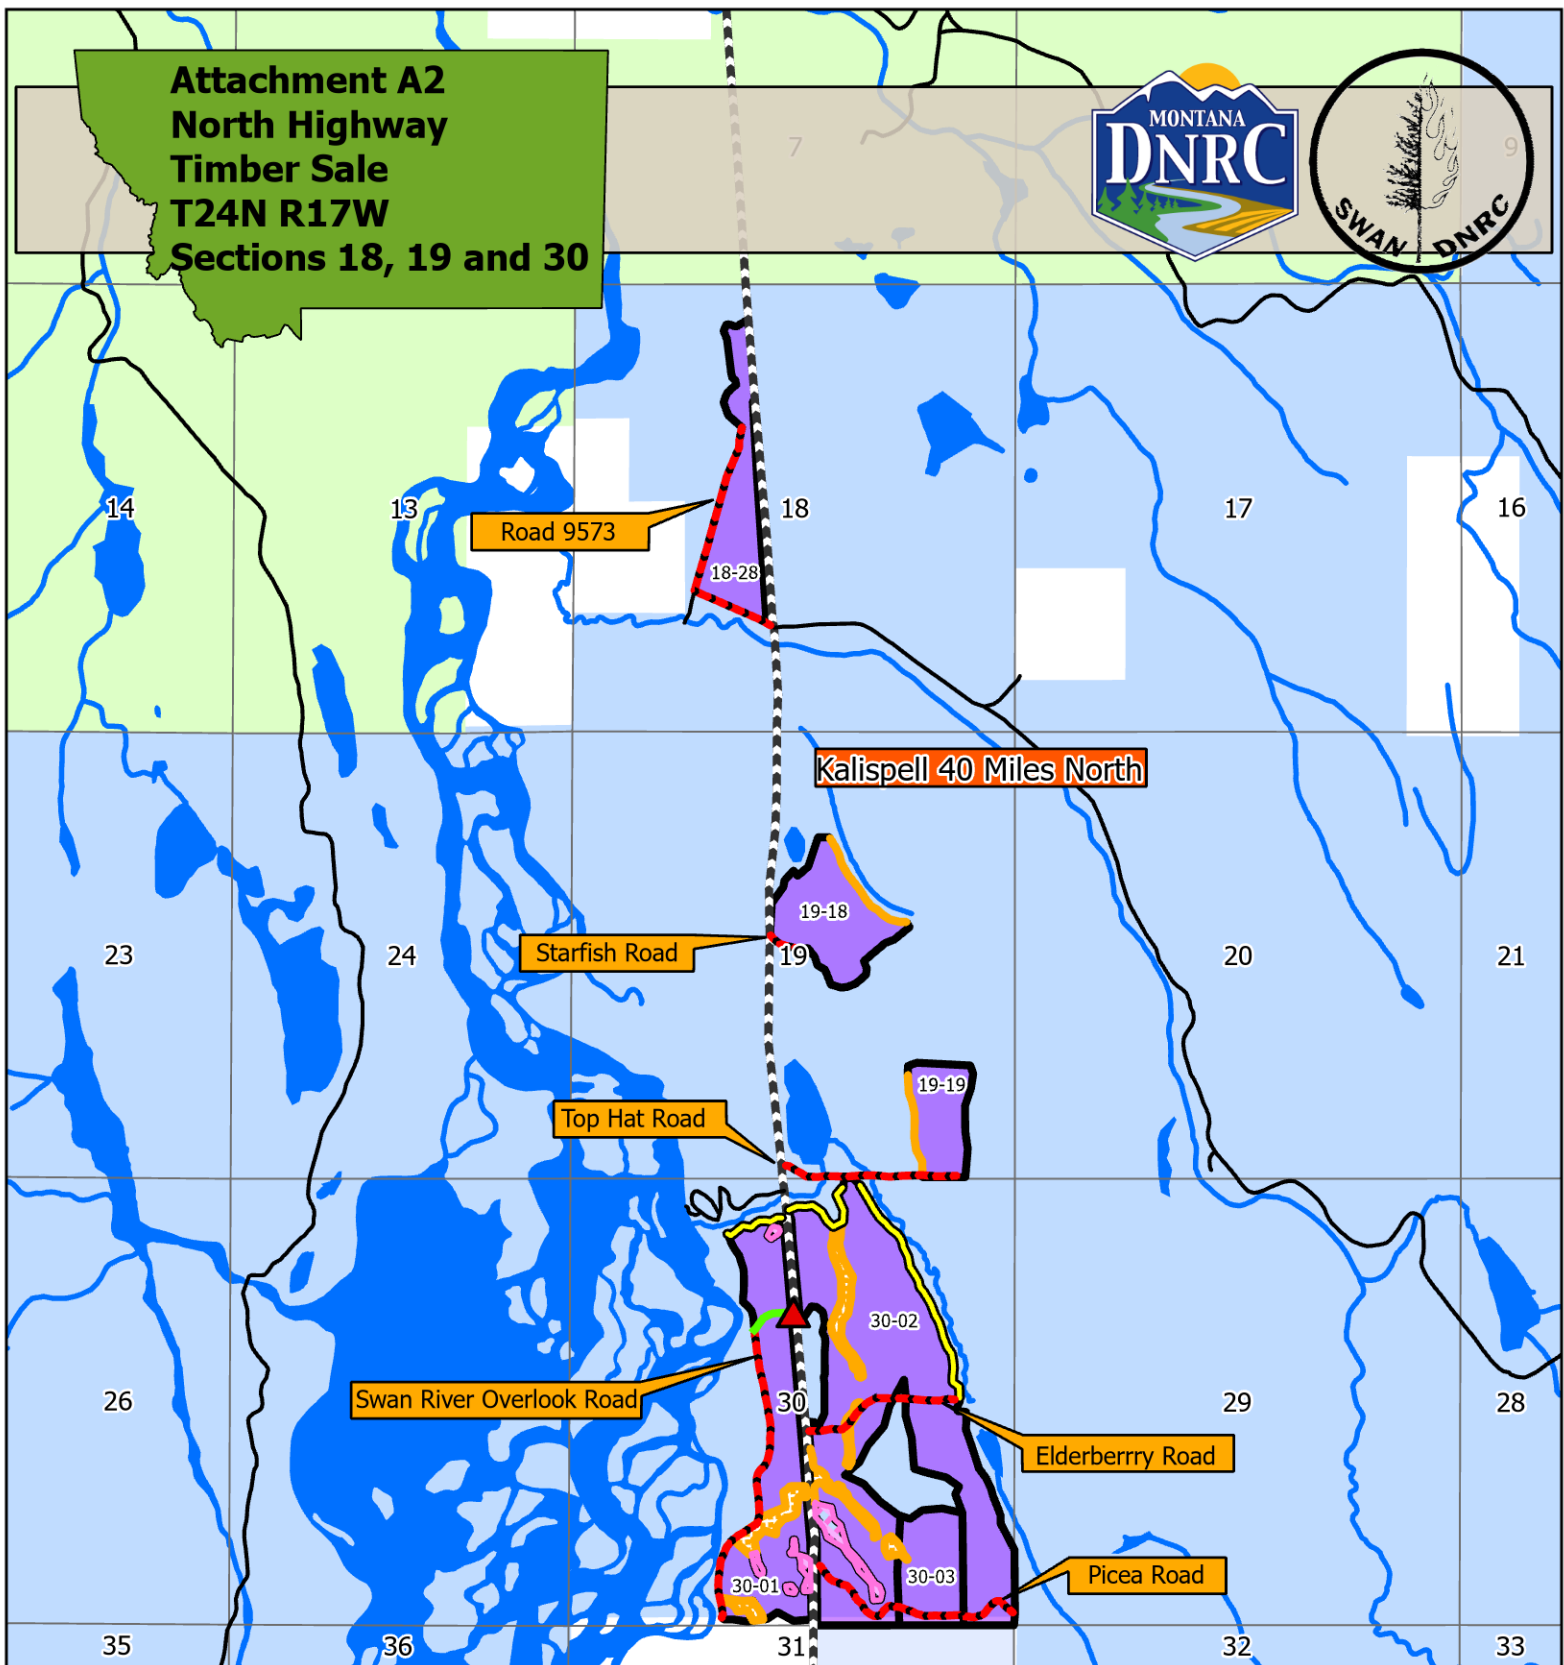 Attachment A2
North Highway
Timber Sale
T24N R17W
Sections 18, 19 and 30
7
MONTANA
DNRC
9
SWAN DNRC
14
13
18
17
16
Road 9573
18-28
Kalispell 40 Miles North
19-18
23
24
Starfish Road
19
20
21
19-19
Top Hat Road
30-02
26
Swan River Overlook Road
30
29
28
Elderberrry Road
30-01
30-03
Picea Road
35
36
31
32
33